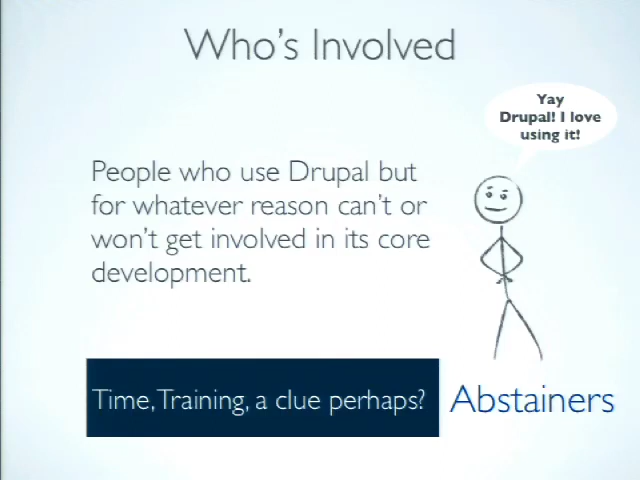 Who's Involved
Yay
Drupal! I love
using it!
People who use Drupal but
for whatever reason can't or
won't get involved in its core
development.
Time, Training, a clue perhaps?
Abstainers